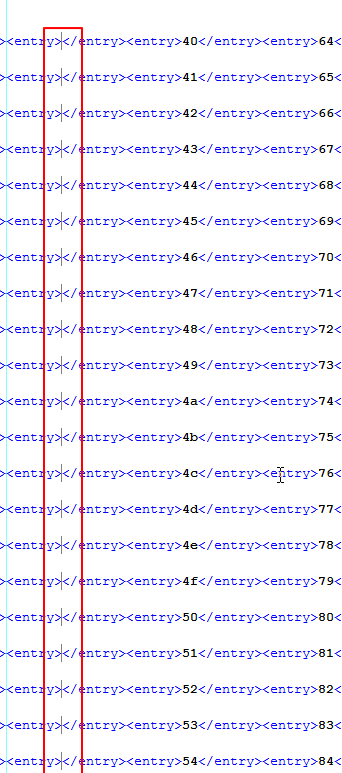 ><entry></entry><entry>40</entry><entry>64<
><entry></entry><entry>41</entry><entry>65<
><entry></entry><entry>42</entry><entry>66<
><entry></entry><entry>43</entry><entry>67<
><entry></entry><entry>44</entry><entry>68<
><entry></entry><entry>45</entry><entry>69<
><entry></entry><entry>46</entry><entry>70<
><entry></entry><entry>47</entry><entry>71<
><entry></entry><entry>48</entry><entry>72<
><entry></entry><entry>49</entry><entry>73<
><entry></entry><entry>4a</entry><entry>74<
><entry></entry><entry>4b</entry><entry>75<
><entry></entry><entry>4c</entry><entry>76<
><entry></entry><entry>4d</entry><entry>77<
><entry></entry><entry>4e</entry><entry>78<
><entry></entry><entry>4f</entry><entry>79<
><entry></entry><entry>50</entry><entry>80<
><entry></entry><entry>51</entry><entry>81<
><entry></entry><entry>52</entry><entry>82<
><entry></entry><entry>53</entry><entry>83<
><entry></entry><entry>54</entry><entry>84<